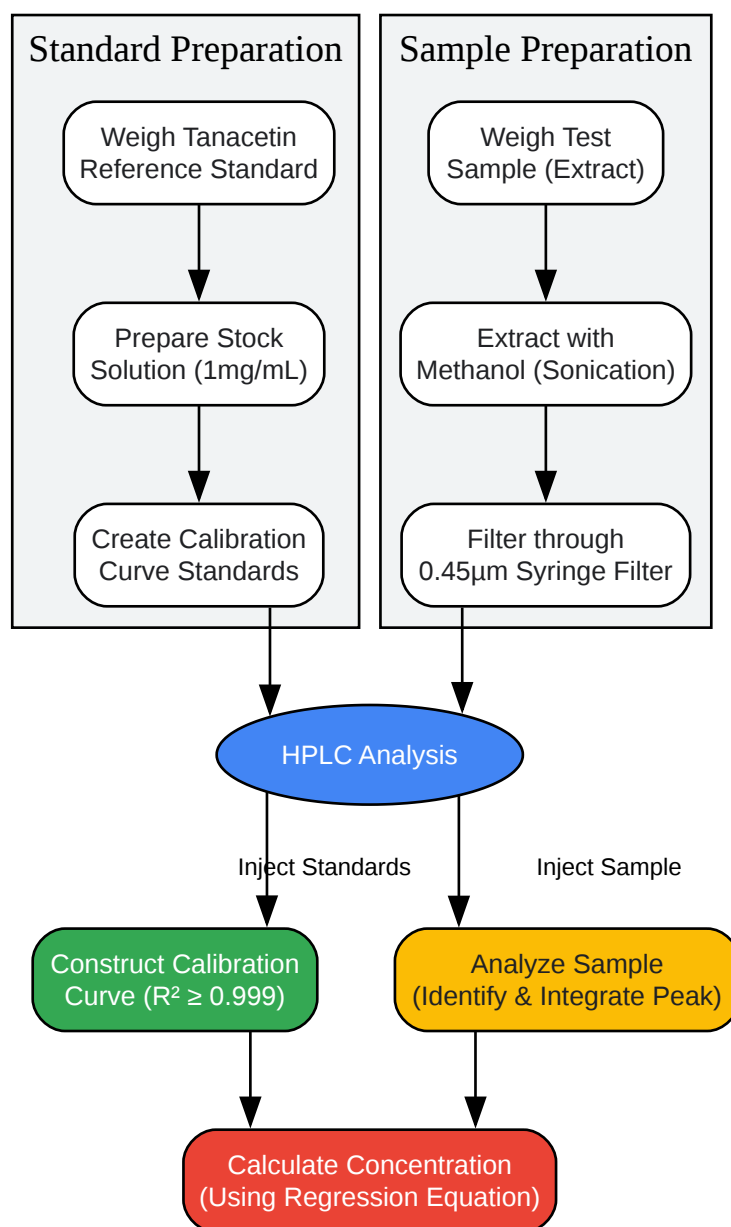 Standard Preparation
Weigh Tanacetin
Reference Standard
Prepare Stock
Solution (1mg/mL)
Create Calibration
Curve Standards
Sample Preparation
Weigh Test
Sample (Extract)
Extract with
Methanol (Sonication)
Filter through
0.45µm Syringe Filter
HPLC Analysis
Inject Standards
Inject Sample
Construct Calibration
Curve (R² ≥ 0.999)
Analyze Sample
(Identify & Integrate Peak)
Calculate Concentration
(Using Regression Equation)